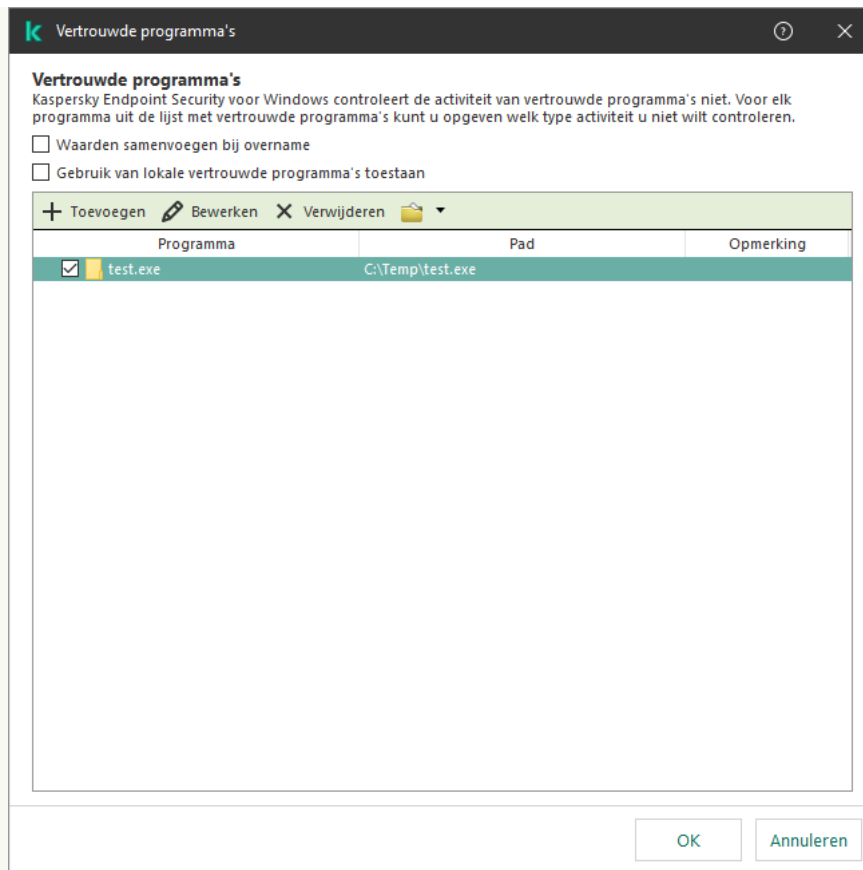 Vertrouwde programma's
Vertrouwde programma's
Kaspersky Endpoint Security voor Windows controleert de activiteit van vertrouwde programma's niet. Voor elk
programma uit de lijst met vertrouwde programma's kunt u opgeven welk type activiteit u niet wilt controleren.
Waarden samenvoegen bij overname
Gebruik van lokale vertrouwde programma's toestaan
Toevoegen Bewerken Verwijderen
Programma Pad Opmerking
test.exe C:\Temp\test.exe
OK Annuleren